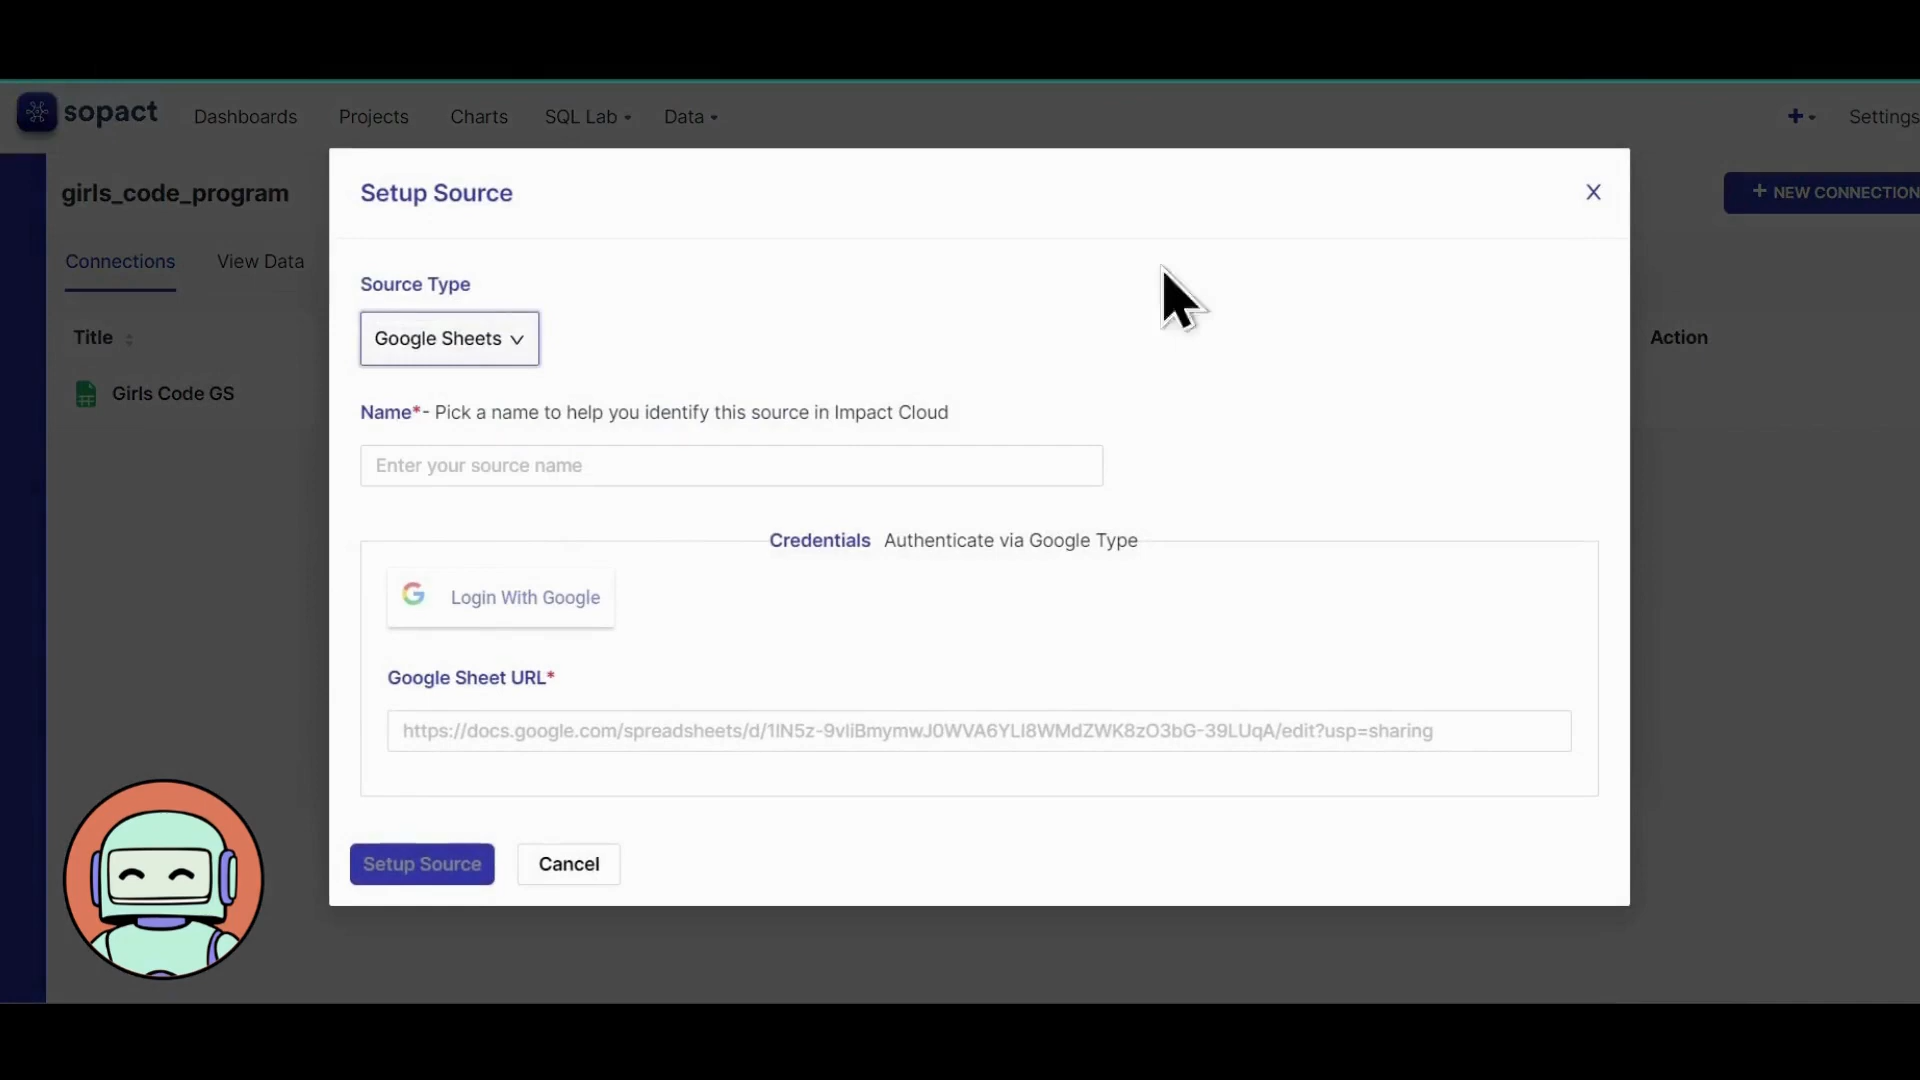 sopact
Dashboards
Projects
Charts
SQL Lab
Data
+
Settings
girls_code_program
+ NEW CONNECTION
Connections
View Data
Title
Action
Girls Code GS
Setup Source
X
Source Type
Google Sheets
Name*- Pick a name to help you identify this source in Impact Cloud
Enter your source name
Credentials Authenticate via Google Type
Login With Google
Google Sheet URL*
https://docs.google.com/spreadsheets/d/1IN5z-9vIiBmymwJ0WVA6YLI8WMdZWK8zO3bG-39LUqA/edit?usp=sharing
Setup Source
Cancel